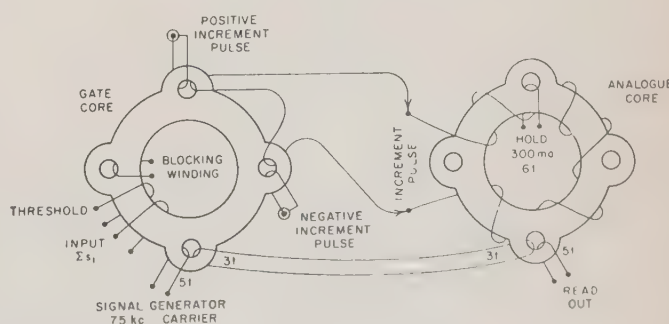 POSITIVE
INCREMENT
PULSE
GATE
CORE
BLOCKING
WINDING
THRESHOLD
INPUT
Σs₁
NEGATIVE
INCREMENT
PULSE
51
31
SIGNAL GENERATOR
75 kc CARRIER
INCREMENT
PULSE
ANALOGUE
CORE
HOLD
300 ma
61
31
51
READ
OUT